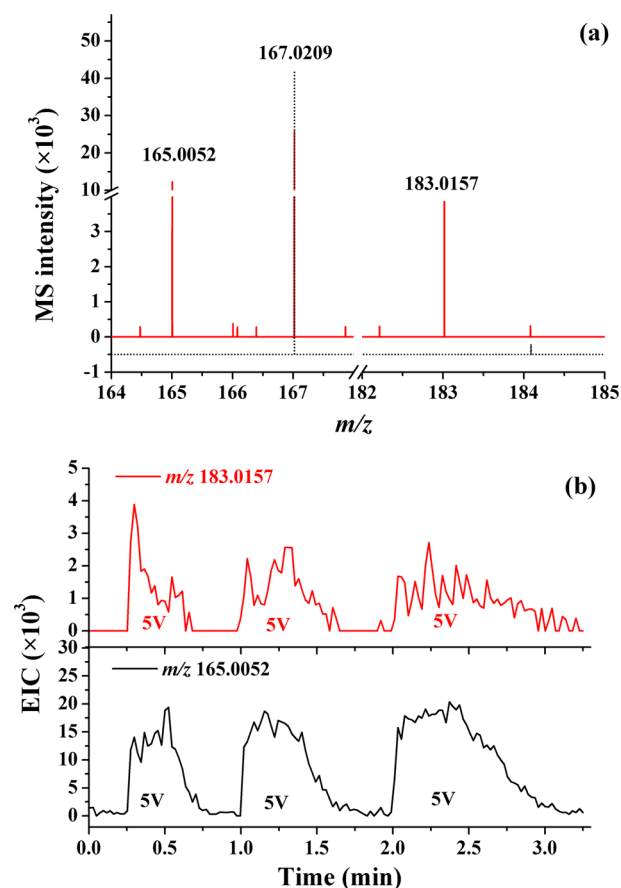 (a)
MS intensity (×10³)
50
40
30
20
10
3
2
1
0
-1
167.0209
165.0052
183.0157
164 165 166 167 182 183 184 185
m/z
(b)
EIC (×10³)
5
4
3
2
1
0
m/z 183.0157
5V 5V 5V
30
20
15
10
5
0
m/z 165.0052
5V 5V 5V
0.0 0.5 1.0 1.5 2.0 2.5 3.0
Time (min)